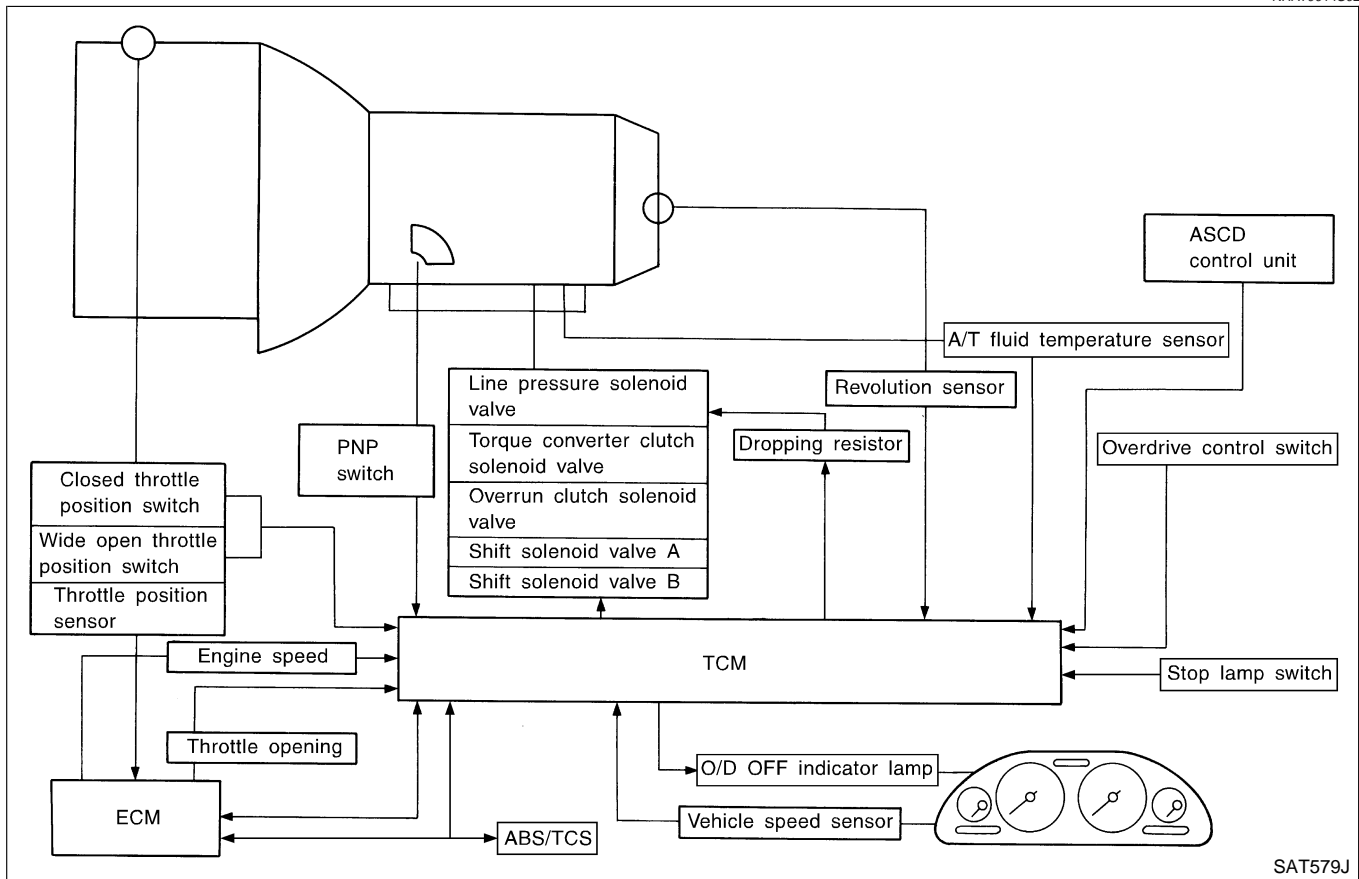 ASCD
control unit
A/T fluid temperature sensor
Line pressure solenoid
valve
Revolution sensor
Torque converter clutch
solenoid valve
Dropping resistor
PNP
switch
Overdrive control switch
Closed throttle
position switch
Overrun clutch solenoid
valve
Wide open throttle
position switch
Shift solenoid valve A
Shift solenoid valve B
Throttle position
sensor
Engine speed
TCM
Stop lamp switch
Throttle opening
O/D OFF indicator lamp
ECM
Vehicle speed sensor
ABS/TCS
SAT579J